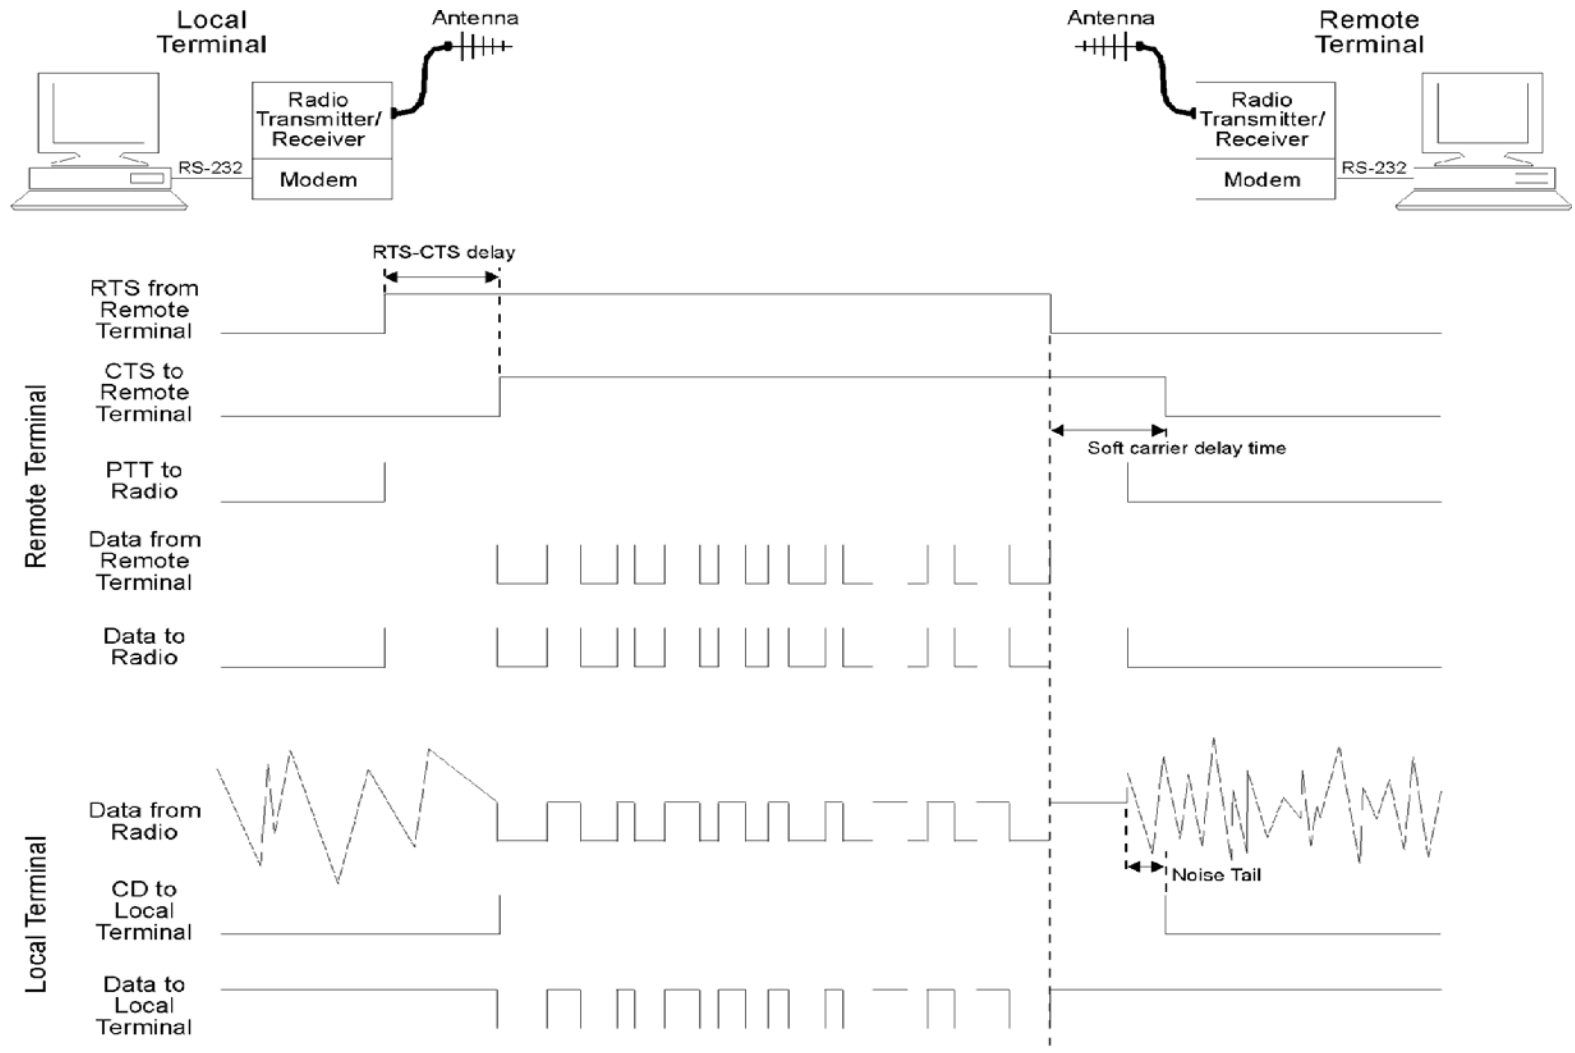 Local
Terminal
Antenna
Antenna
Remote
Terminal
Radio
Transmitter/
Receiver
RS-232
Modem
Radio
Transmitter/
Receiver
RS-232
Modem
RTS-CTS delay
RTS from
Remote
Terminal
CTS to
Remote
Terminal
Soft carrier delay time
PTT to
Radio
Remote Terminal
Data from
Remote
Terminal
Data to
Radio
Data from
Radio
Noise Tail
CD to
Local
Terminal
Local Terminal
Data to
Local
Terminal